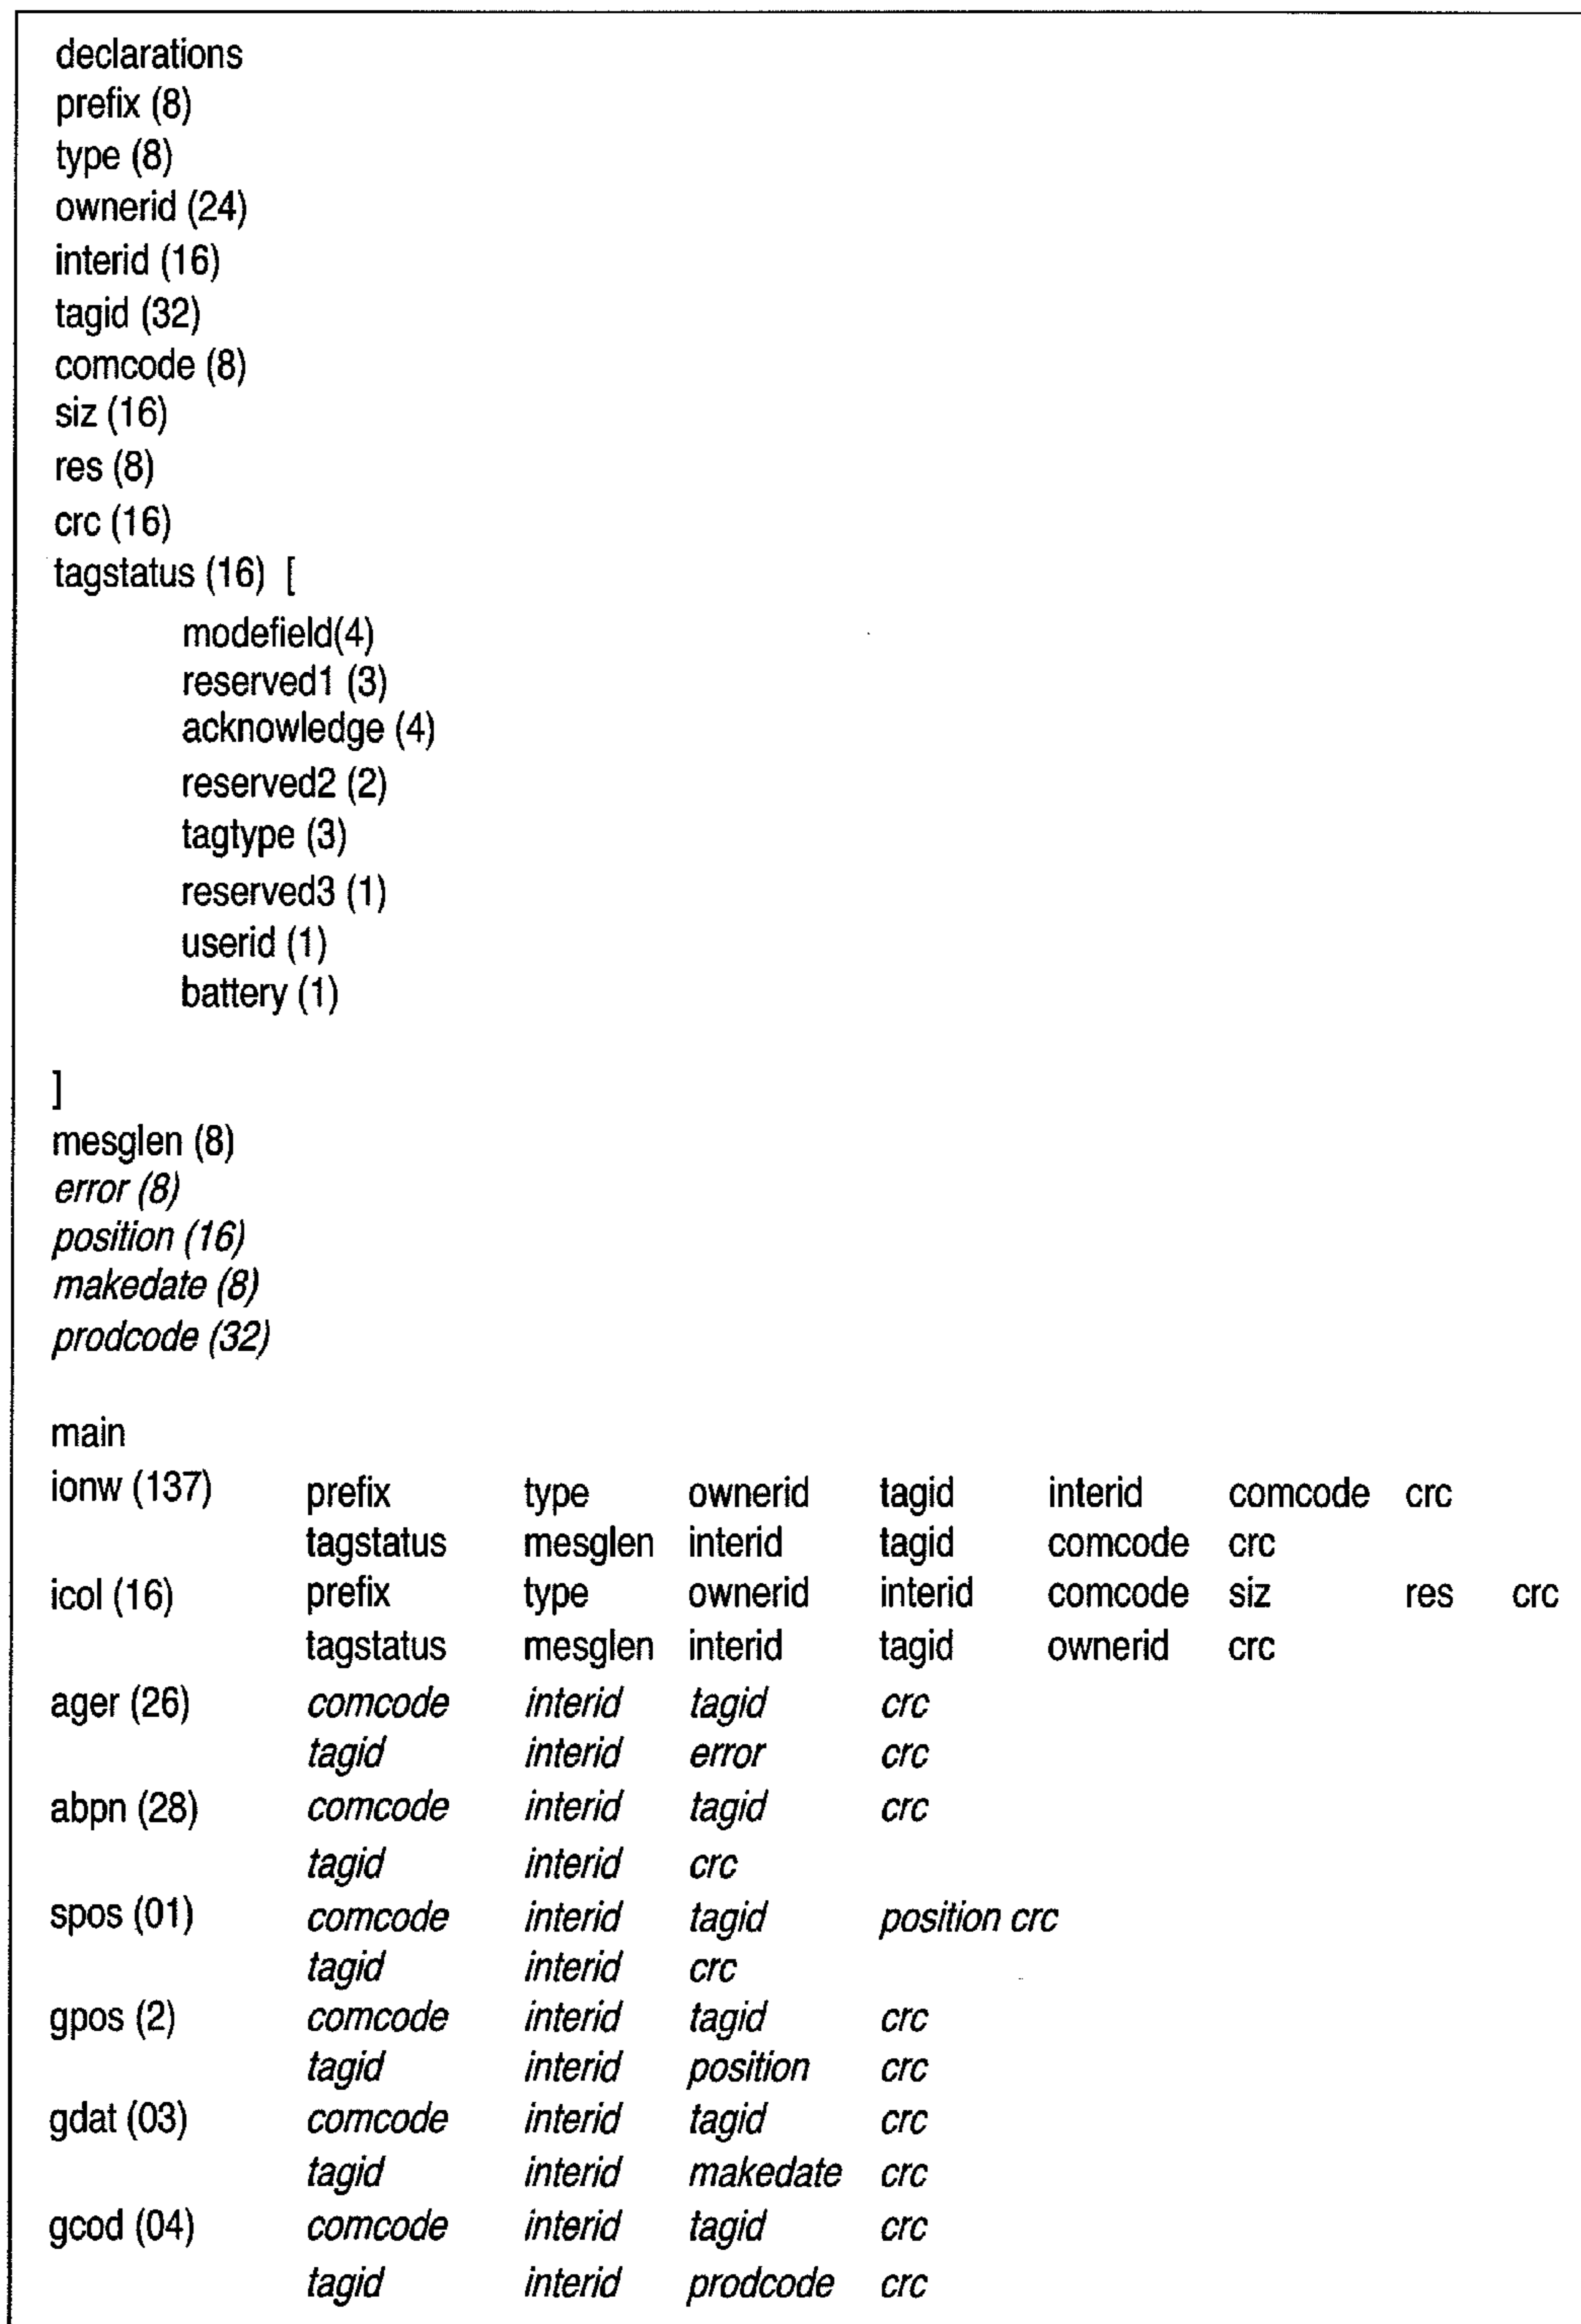 declarations
prefix (8)
type (8)
ownerid (24)
interid (16)
tagid (32)
comcode (8)
siz (16)
res (8)
crc (16)
tagstatus (16) [
modefield(4)
reserved1 (3)
acknowledge (4)
reserved2 (2)
tagtype (3)
reserved3 (1)
userid (1)
battery (1)
]
mesglen (8)
error (8)
position (16)
makedate (8)
prodcode (32)
main
ionw (137) prefix type ownerid tagid interid comcode crc
tagstatus mesglen interid tagid comcode crc
icol (16) prefix type ownerid interid comcode siz res crc
tagstatus mesglen interid tagid ownerid crc
ager (26) comcode interid tagid crc
tagid interid error crc
abpn (28) comcode interid tagid crc
tagid interid crc
spos (01) comcode interid tagid position crc
tagid interid crc
gpos (2) comcode interid tagid crc
tagid interid position crc
gdat (03) comcode interid tagid crc
tagid interid makedate crc
gcod (04) comcode interid tagid crc
tagid interid prodcode crc